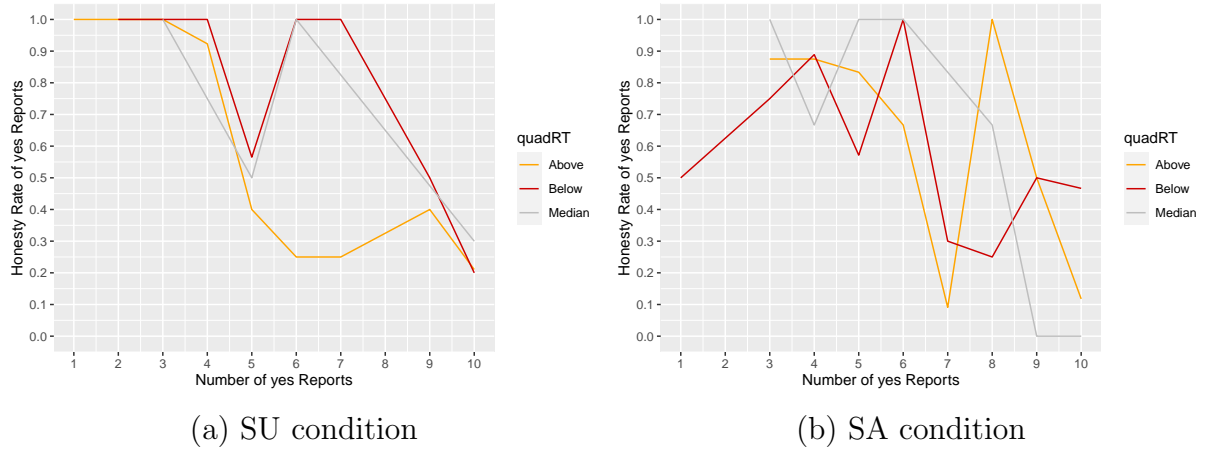 1.0
0.9
0.8
0.7
0.6
0.5
0.4
0.3
0.2
0.1
0.0
Honesty Rate of yes Reports
1 2 3 4 5 6 7 8 9 10
Number of yes Reports
quadRT
Above
Below
Median
(a) SU condition
1.0
0.9
0.8
0.7
0.6
0.5
0.4
0.3
0.2
0.1
0.0
Honesty Rate of yes Reports
1 2 3 4 5 6 7 8 9 10
Number of yes Reports
quadRT
Above
Below
Median
(b) SA condition